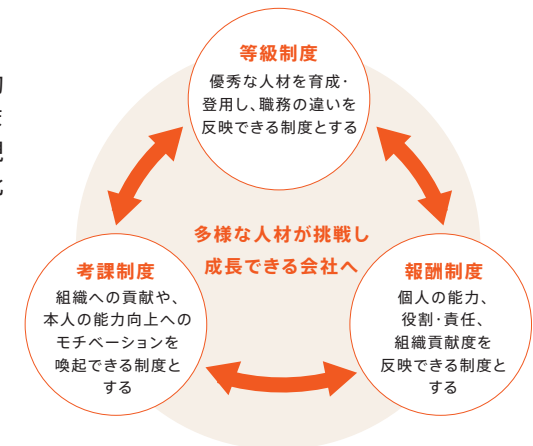 等級制度
優秀な人材を育成・
登用し、職務の違いを
反映できる制度とする
多様な人材が挑戦し
成長できる会社へ
考課制度
組織への貢献や、
本人の能力向上への
モチベーションを
喚起できる制度と
する
報酬制度
個人の能力、
役割・責任、
組織貢献度を
反映できる制度と
する